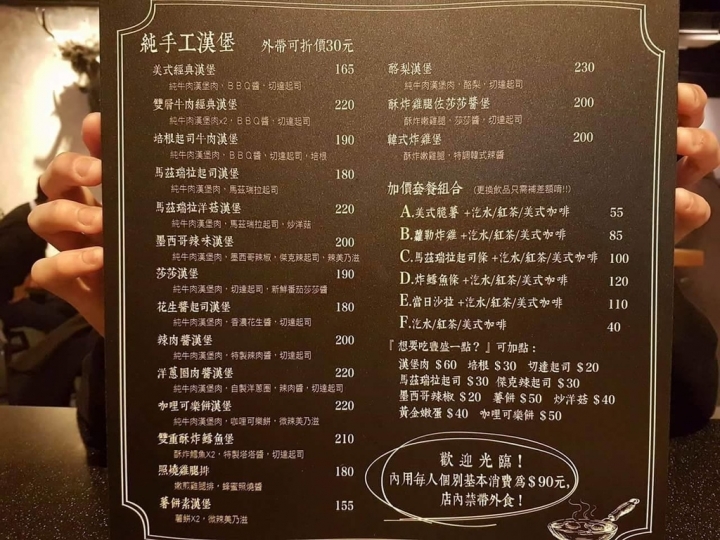 純手工漢堡 外帶可折價30元
美式經典漢堡 165
純牛肉漢堡肉，BBQ醬，切達起司
雙層牛肉經典漢堡 220
純牛肉漢堡肉x2，BBQ醬，切達起司
培根起司牛肉漢堡 190
純牛肉漢堡肉，BBQ醬，切達起司，培根
馬茲瑞拉起司漢堡 180
純牛肉漢堡肉，馬茲瑞拉起司
馬茲瑞拉洋菇漢堡 220
純牛肉漢堡肉，馬茲瑞拉起司，炒洋菇
墨西哥辣味漢堡 200
純牛肉漢堡肉，墨西哥辣椒，傑克辣起司，辣美乃滋
莎莎漢堡 190
純牛肉漢堡肉，切達起司，新鮮番茄莎莎醬
花生醬起司漢堡 180
純牛肉漢堡肉，香濃花生醬，切達起司
辣肉醬漢堡 200
純牛肉漢堡肉，特製辣肉醬，切達起司
洋蔥圈肉醬漢堡 220
純牛肉漢堡肉，自製洋蔥圈，辣肉醬，切達起司
咖哩可樂餅漢堡 220
純牛肉漢堡肉，咖哩可樂餅，微辣美乃滋
雙重酥炸鱈魚堡 210
酥炸鱈魚X2，特製塔塔醬，切達起司
照燒雞腿排 180
嫩煎雞腿排，蜂蜜照燒醬
薯餅素漢堡 155
薯餅X2，微辣美乃滋
酪梨漢堡 230
純牛肉漢堡肉，酪梨，切達起司
酥炸雞腿佐莎莎醬堡 200
酥炸嫩雞腿，莎莎醬，切達起司
韓式炸雞堡 200
酥炸嫩雞腿，特調韓式辣醬
加價套餐組合 (更換飲品只需補差額唷!!)
A.美式脆薯+汽水/紅茶/美式咖啡 55
B.蘿勒炸雞+汽水/紅茶/美式咖啡 85
C.馬茲瑞拉起司條+汽水/紅茶/美式咖啡 100
D.炸鱈魚條+汽水/紅茶/美式咖啡 120
E.當日沙拉+汽水/紅茶/美式咖啡 110
F.汽水/紅茶/美式咖啡 40
『想要吃豐盛一點？』可加點：
漢堡肉$60 培根$30 切達起司$20
馬茲瑞拉起司$30 傑克辣起司$30
墨西哥辣椒$20 薯餅$50 炒洋菇$40
黃金嫩蛋$40 咖哩可樂餅$50
歡迎光臨！
內用每人個別基本消費為$90元，
店內禁帶外食！